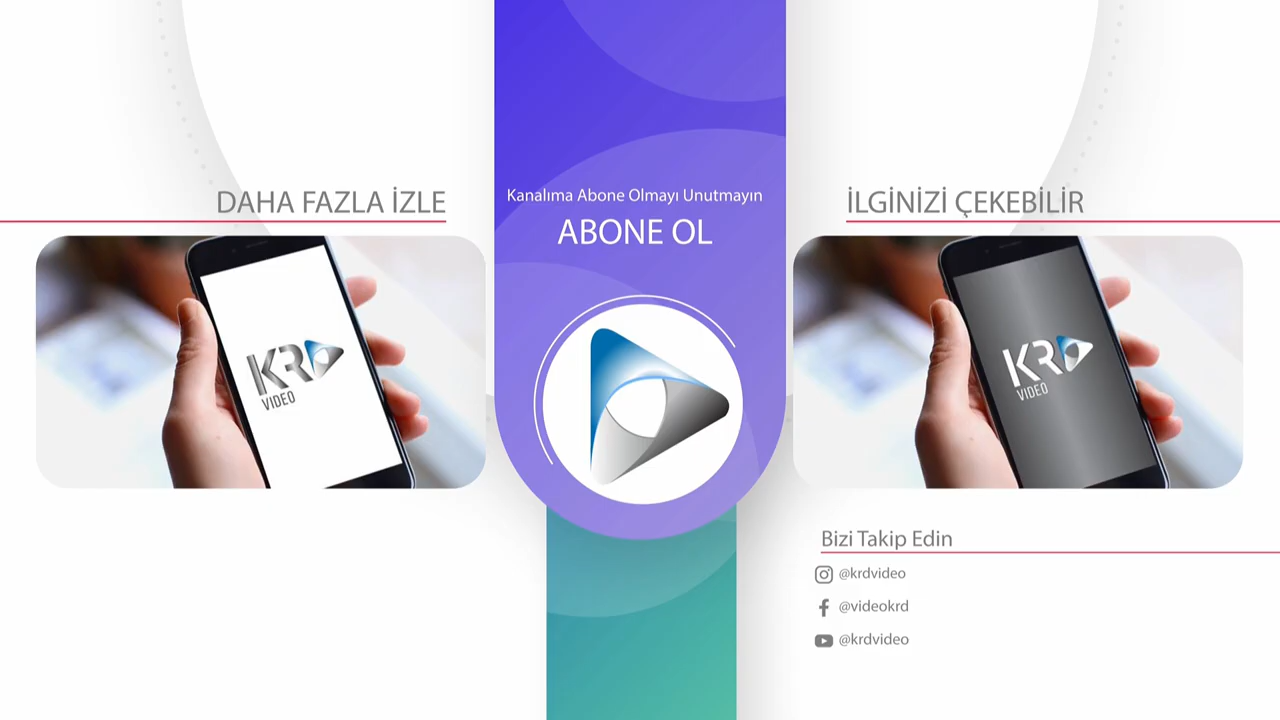 DAHA FAZLA İZLE
KRD
VIDEO
Kanalıma Abone Olmayı Unutmayın
ABONE OL
İLGİNİZİ ÇEKEBİLİR
KRD
VIDEO
Bizi Takip Edin
@krdvideo
@videokrd
@krdvideo